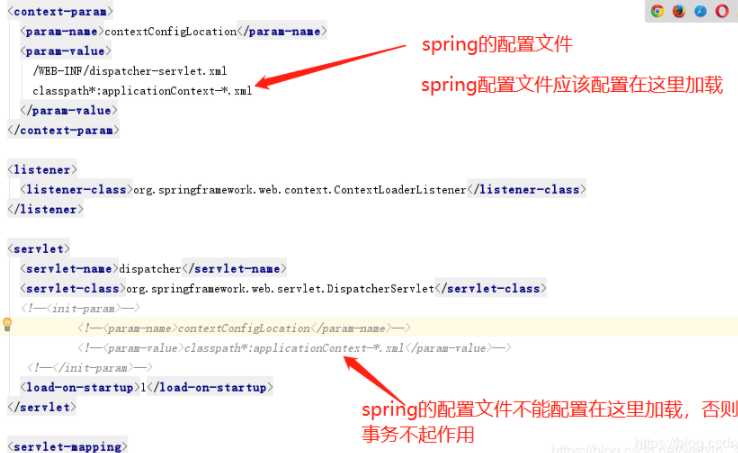 <context-param>
<param-name>contextConfigLocation</param-name>
<param-value>
/WEB-INF/dispatcher-servlet.xml
classpath*:applicationContext-*.xml
</param-value>
</context-param>
spring的配置文件
spring配置文件应该配置在这里加载
<listener>
<listener-class>org.springframework.web.context.ContextLoaderListener</listener-class>
</listener>
<servlet>
<servlet-name>dispatcher</servlet-name>
<servlet-class>org.springframework.web.servlet.DispatcherServlet</servlet-class>
<!--<init-param>-->
<!--<param-name>contextConfigLocation</param-name>-->
<!--<param-value>classpath*:applicationContext-*.xml</param-value>-->
<!--</init-param>-->
<load-on-startup>1</load-on-startup>
</servlet>
spring的配置文件不能配置在这里加载，否则
事务不起作用
<servlet-mapping>